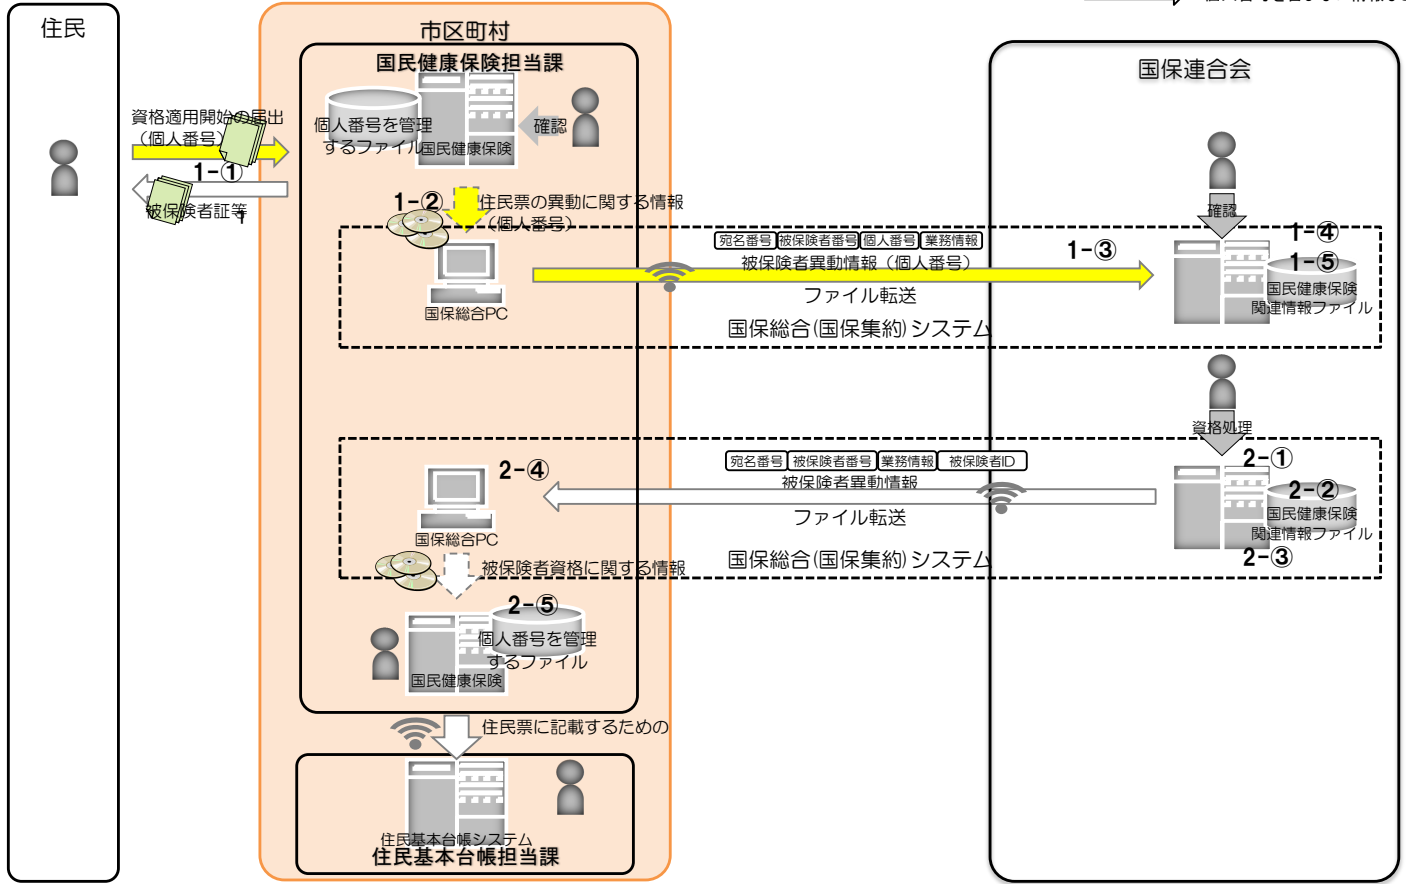 住民
市区町村
国民健康保険担当課
国保連合会
資格適用開始の届出
(個人番号)
1-①
被保険者証等
1
個人番号を管理
するファイル
国民健康保険
確認
1-②
住民票の異動に関する情報
(個人番号)
国保総合PC
宛名番号 被保険者番号 個人番号 業務情報
被保険者異動情報(個人番号)
1-③
ファイル転送
国保総合(国保集約)システム
確認
1-④
1-⑤
国民健康保険
関連情報ファイル
資格処理
2-①
2-②
国民健康保険
関連情報ファイル
2-③
宛名番号 被保険者番号 業務情報 被保険者ID
被保険者異動情報
ファイル転送
国保総合(国保集約)システム
2-④
国保総合PC
被保険者資格に関する情報
2-⑤
個人番号を管理
するファイル
国民健康保険
住民票に記載するための
住民基本台帳システム
住民基本台帳担当課